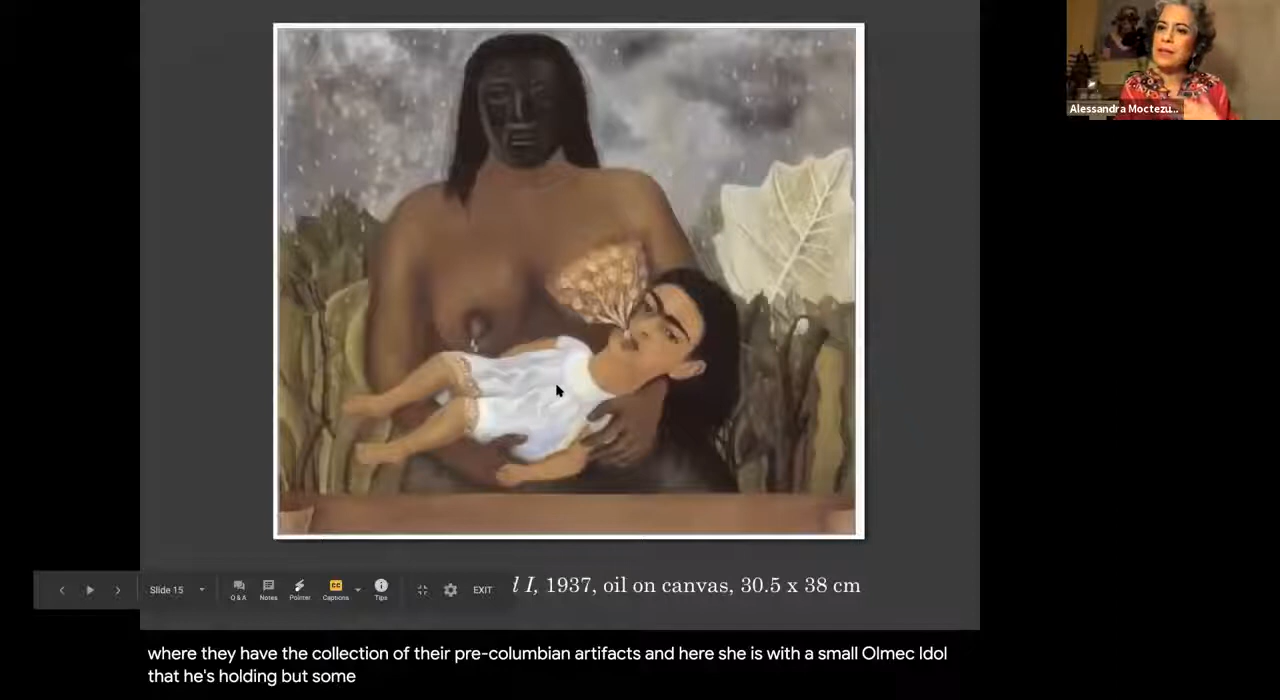 Alessandra Moctezu...
l I, 1937, oil on canvas, 30.5 x 38 cm
Slide 15
Q & A
Notes
Pointer
CC
Captions
Tips
EXIT
where they have the collection of their pre-columbian artifacts and here she is with a small Olmec Idol
that he's holding but some